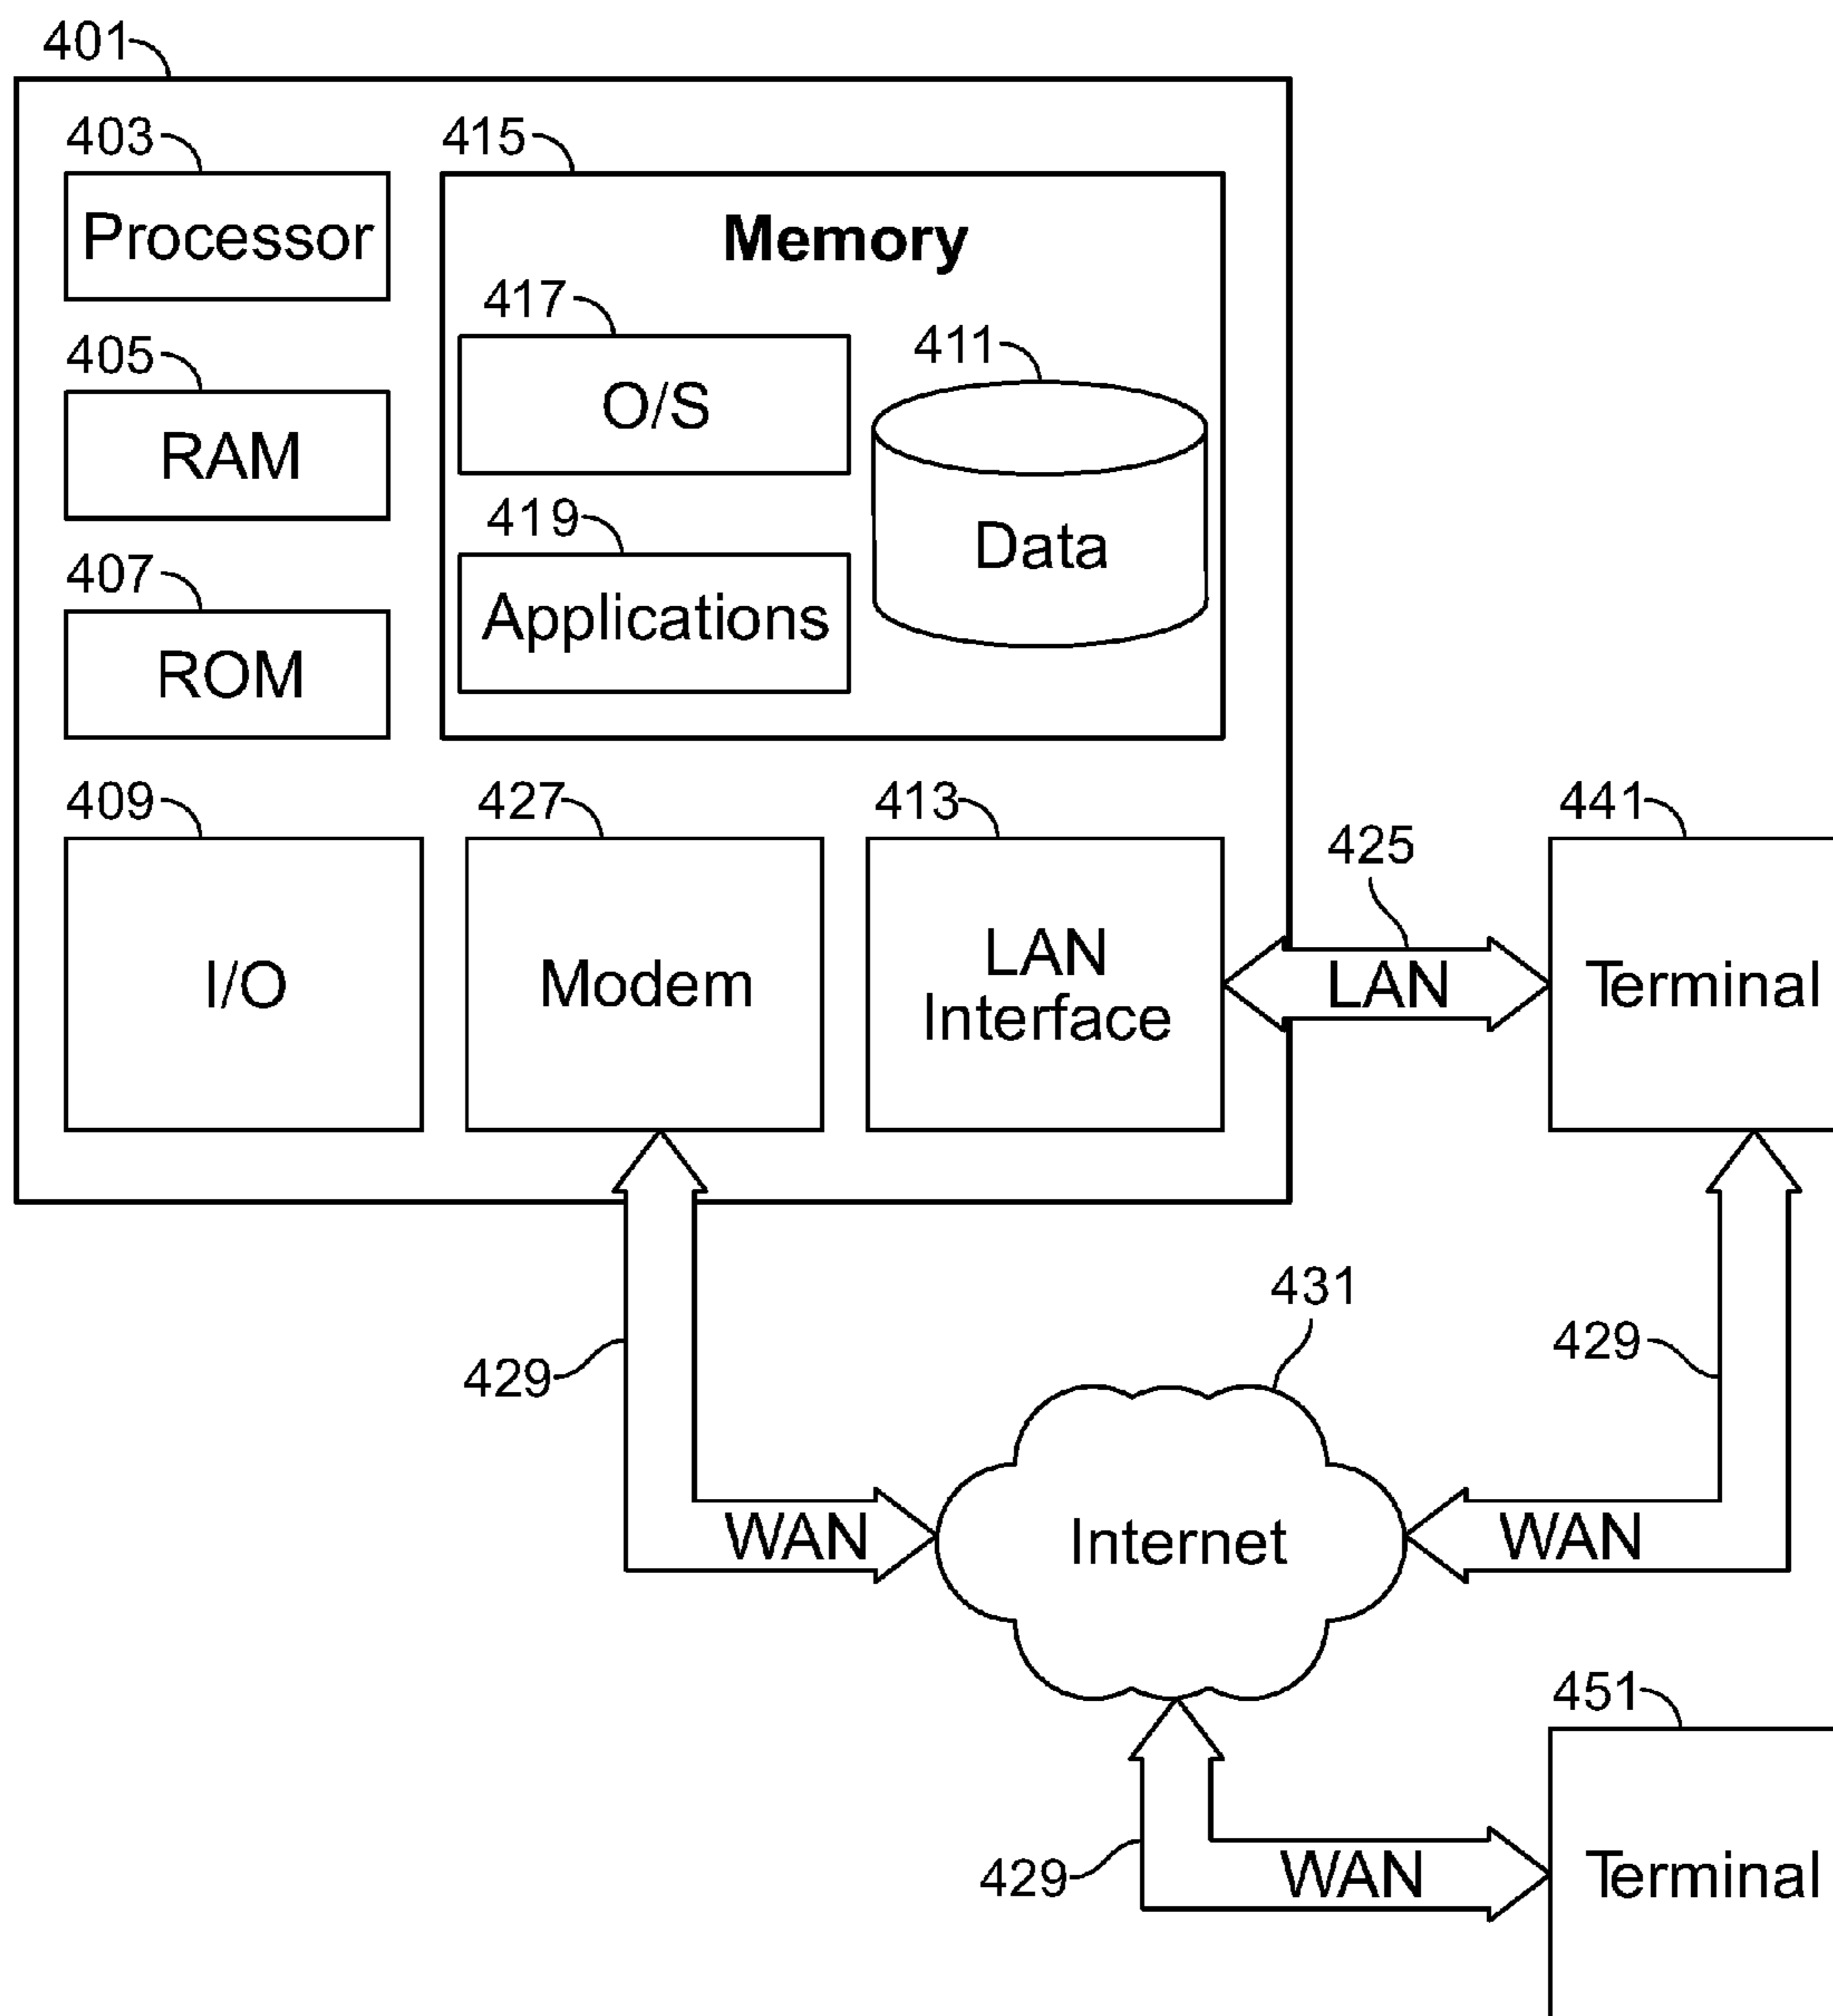 401
403
415
Processor
Memory
417
411
405
O/S
RAM
419
Data
407
Applications
ROM
409
427
413
441
425
I/O
Modem
LAN
Interface
LAN
Terminal
431
429
429
WAN
Internet
WAN
451
429
WAN
Terminal